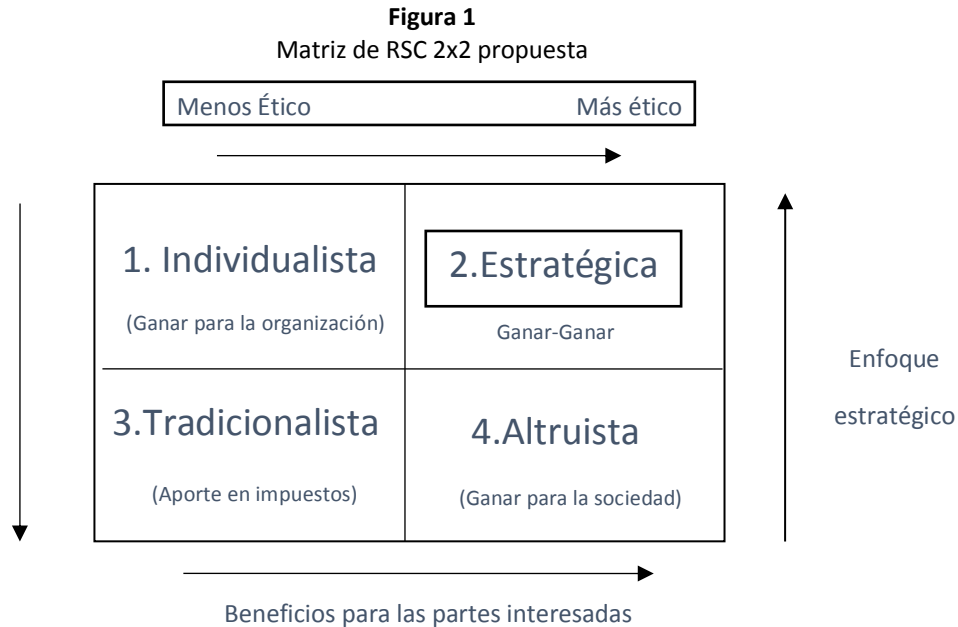 Figura 1
Matriz de RSC 2x2 propuesta
Menos Ético Más ético
1. Individualista
(Ganar para la organización)
2.Estratégica
Ganar-Ganar
3.Tradicionalista
(Aporte en impuestos)
4.Altruista
(Ganar para la sociedad)
Enfoque
estratégico
Beneficios para las partes interesadas